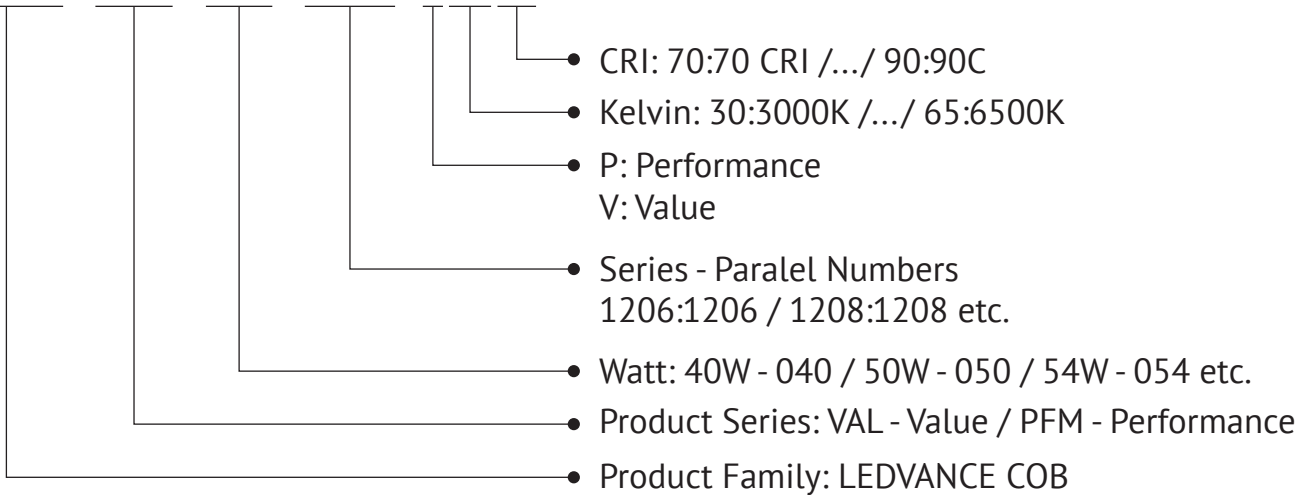 CRI: 70:70 CRI /.../ 90:90C
Kelvin: 30:3000K /.../ 65:6500K
P: Performance
V: Value
Series - Paralel Numbers
1206:1206 / 1208:1208 etc.
Watt: 40W - 040 / 50W - 050 / 54W - 054 etc.
Product Series: VAL - Value / PFM - Performance
Product Family: LEDVANCE COB